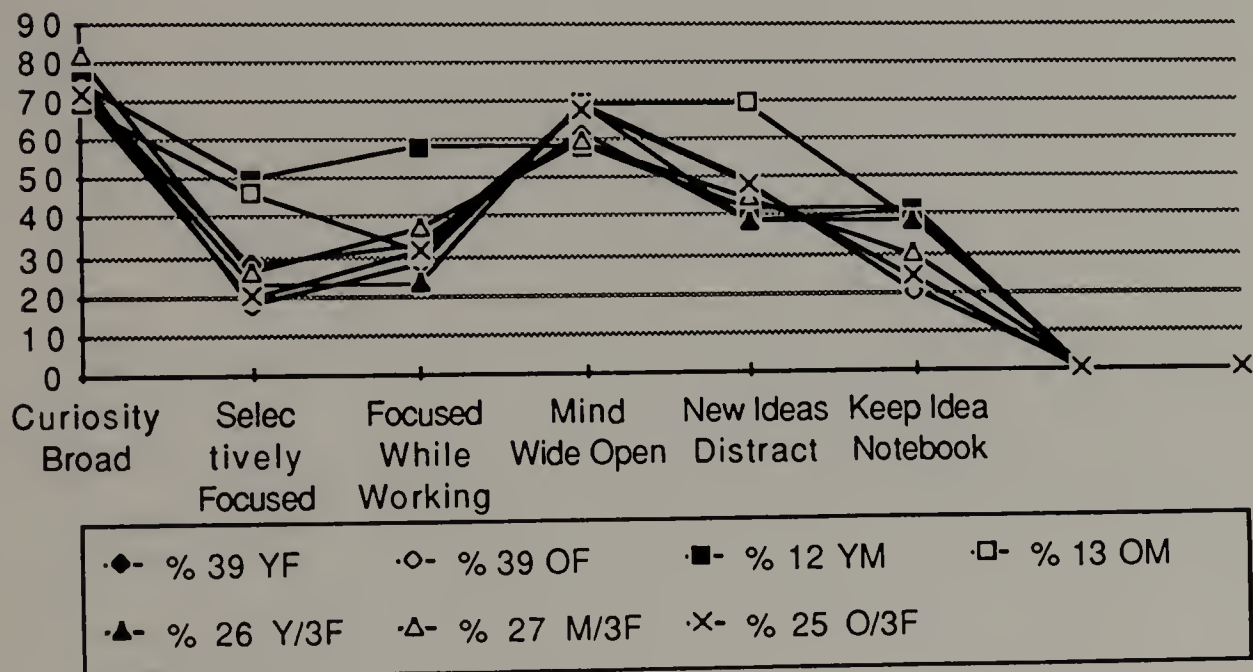 90
80
70
60
50
40
30
20
10
0
Curiosity Broad
Selec tively Focused
Focused While Working
Mind Wide Open
New Ideas Distract
Keep Idea Notebook
% 39 YF
% 39 OF
% 12 YM
% 13 OM
% 26 Y/3F
% 27 M/3F
% 25 O/3F